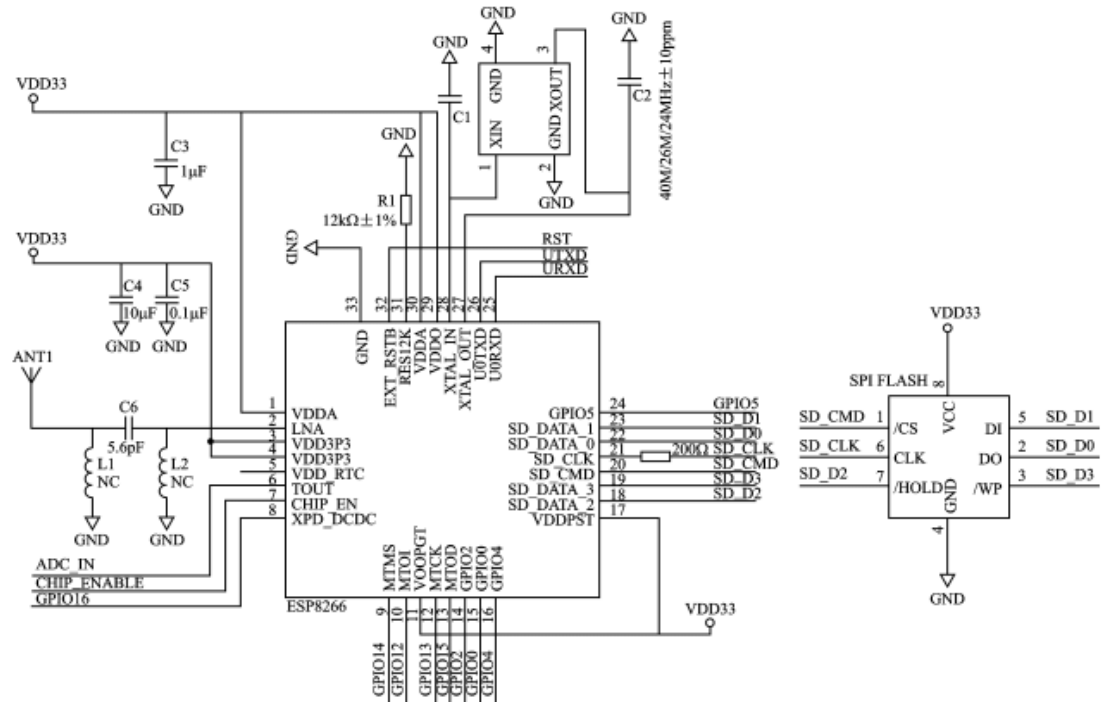 GND
GND
GND
4
3
GND
XOUT
XIN
GND
1
2
GND
C1
C2
40M/26M/24MHz±10ppm
VDD33
C3
1μF
GND
GND
R1
12kΩ±1%
VDD33
C4
10μF
GND
C5
0.1μF
GND
GND
RST
UTXD
URXD
33
32
31
30
29
28
27
26
25
GND
EXT_RSTB
RES12K
VDDA
VDDO
XTAL_IN
XTAL_OUT
U0TXD
U0RXD
ANT1
C6
5.6pF
L1
NC
GND
L2
NC
GND
1 VDDA
2 LNA
3 VDD3P3
4 VDD3P3
5 VDD_RTC
6 TOUT
7 CHIP_EN
8 XPD_DCDC
ADC_IN
CHIP_ENABLE
GPIO16
GPIO5 24 GPIO5
SD_DATA_1 23 SD_D1
SD_DATA_0 22 SD_D0
SD_CLK 21 200Ω SD_CLK
SD_CMD 20 SD_CMD
SD_DATA_3 19 SD_D3
SD_DATA_2 18 SD_D2
VDDPST 17
MTMS
MTOI
VOOPGT
MTCK
MTOD
GPIO2
GPIO0
GPIO4
ESP8266
9
10
11
12
13
14
15
16
GPIO14
GPIO12
GPIO13
GPIO15
GPIO2
GPIO0
GPIO4
VDD33
VDD33
SPI FLASH
8
VCC
SD_CMD 1 /CS
SD_CLK 6 CLK
SD_D2 7 /HOLD
DI 5 SD_D1
DO 2 SD_D0
/WP 3 SD_D3
GND
4
GND